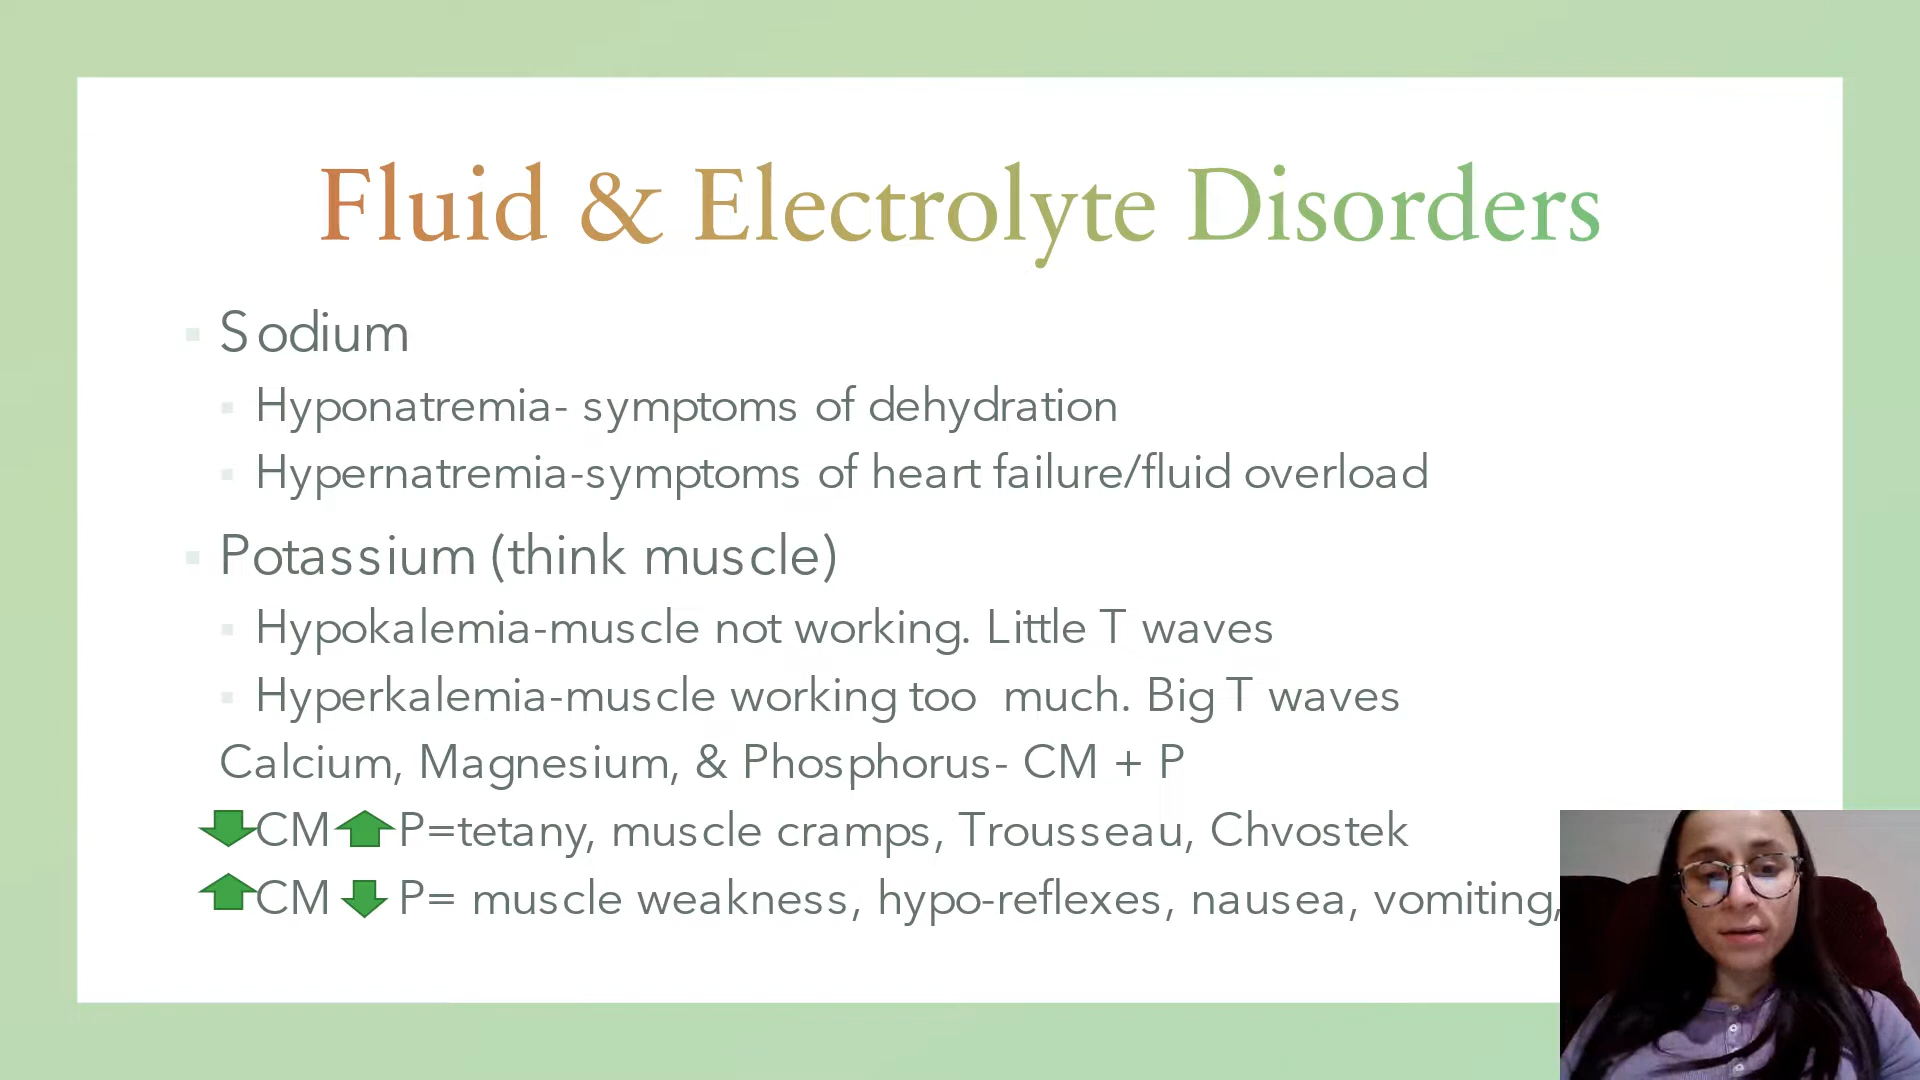 Fluid & Electrolyte Disorders
Sodium
Hyponatremia- symptoms of dehydration
Hypernatremia-symptoms of heart failure/fluid overload
Potassium (think muscle)
Hypokalemia-muscle not working. Little T waves
Hyperkalemia-muscle working too much. Big T waves
Calcium, Magnesium, & Phosphorus- CM + P
CM P=tetany, muscle cramps, Trousseau, Chvostek
CM P= muscle weakness, hypo-reflexes, nausea, vomiting,